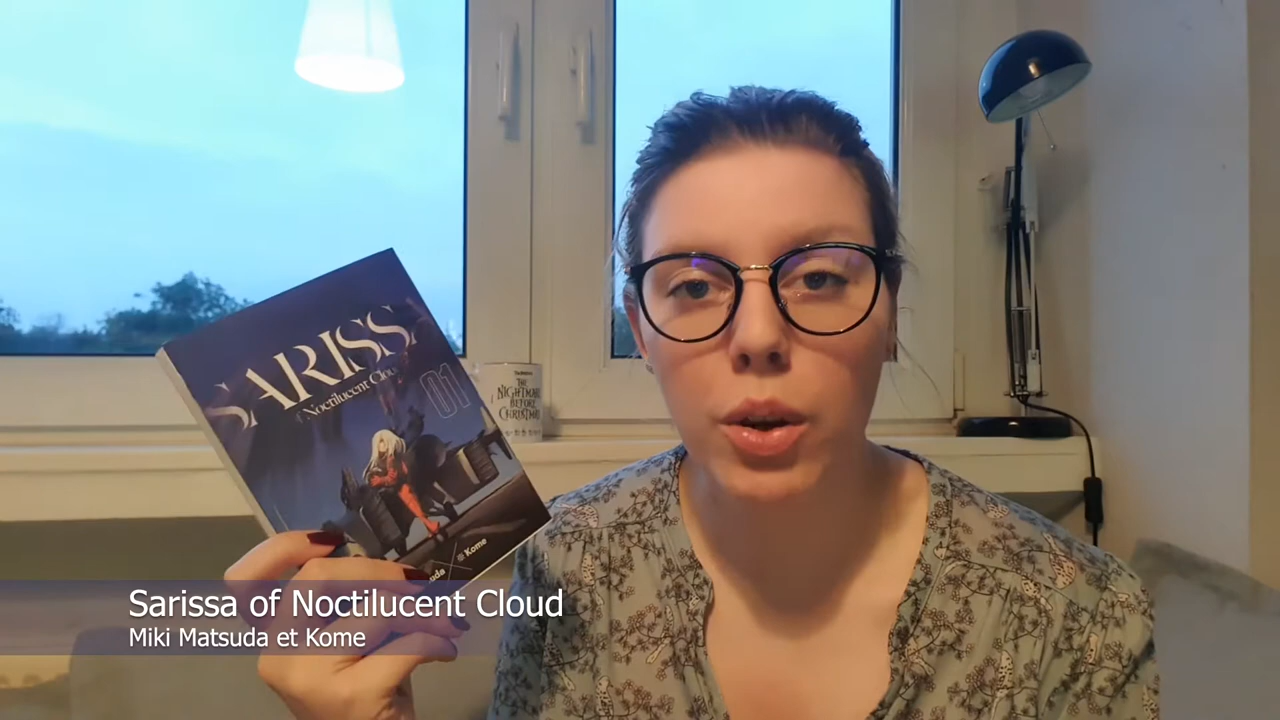 SARISSA
of Noctilucent Cloud
01
Kome
THE
NIGHTMARE
BEFORE
CHRISTMAS
Sarissa of Noctilucent Cloud
Miki Matsuda et Kome